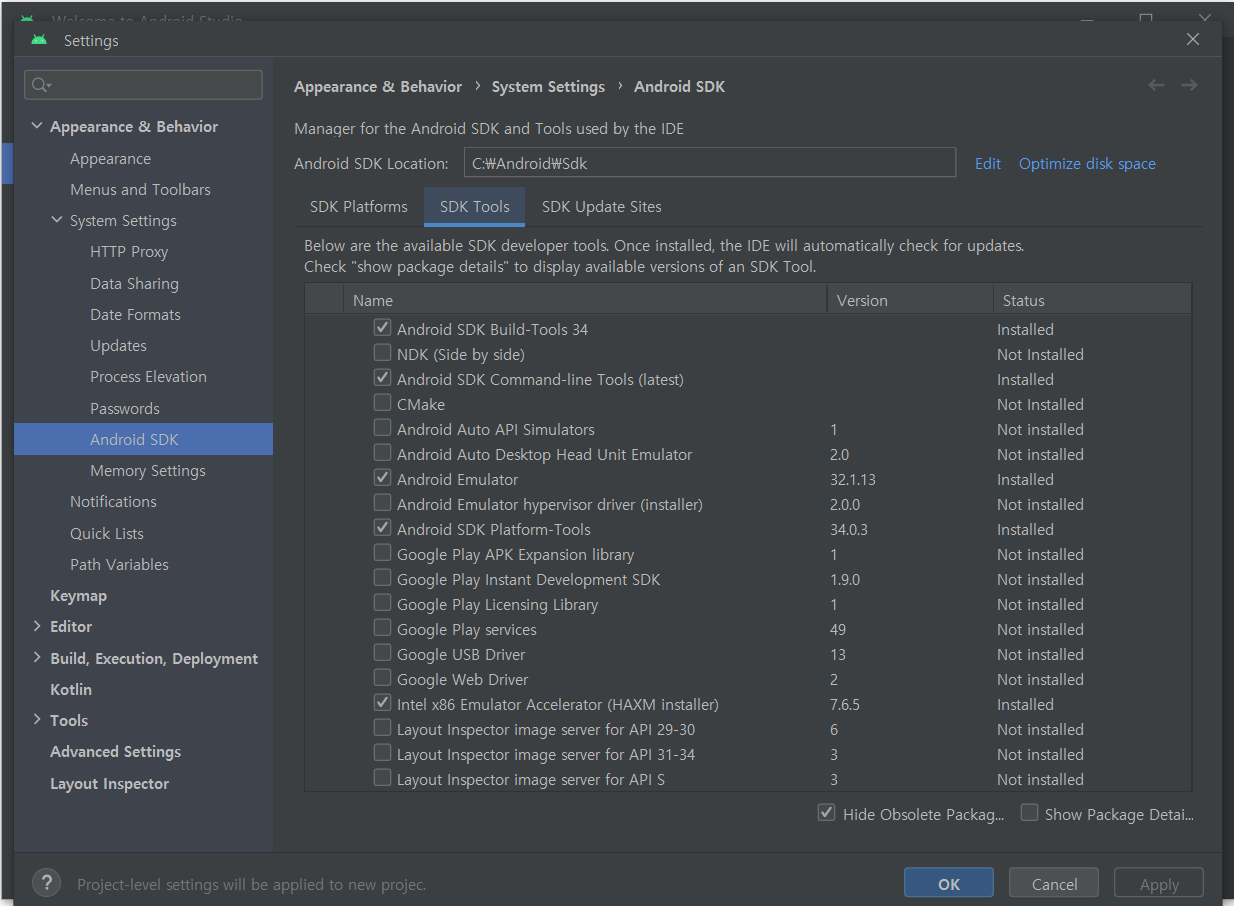 Welcome to Android Studio
Settings
Appearance & Behavior
Appearance
Menus and Toolbars
System Settings
HTTP Proxy
Data Sharing
Date Formats
Updates
Process Elevation
Passwords
Android SDK
Memory Settings
Notifications
Quick Lists
Path Variables
Keymap
Editor
Build, Execution, Deployment
Kotlin
Tools
Advanced Settings
Layout Inspector
Appearance & Behavior › System Settings › Android SDK
Manager for the Android SDK and Tools used by the IDE
Android SDK Location: C:₩Android₩Sdk Edit Optimize disk space
SDK Platforms SDK Tools SDK Update Sites
Below are the available SDK developer tools. Once installed, the IDE will automatically check for updates.
Check "show package details" to display available versions of an SDK Tool.
Name Version Status
Android SDK Build-Tools 34 Installed
NDK (Side by side) Not Installed
Android SDK Command-line Tools (latest) Installed
CMake Not Installed
Android Auto API Simulators 1 Not installed
Android Auto Desktop Head Unit Emulator 2.0 Not installed
Android Emulator 32.1.13 Installed
Android Emulator hypervisor driver (installer) 2.0.0 Not installed
Android SDK Platform-Tools 34.0.3 Installed
Google Play APK Expansion library 1 Not installed
Google Play Instant Development SDK 1.9.0 Not installed
Google Play Licensing Library 1 Not installed
Google Play services 49 Not installed
Google USB Driver 13 Not installed
Google Web Driver 2 Not installed
Intel x86 Emulator Accelerator (HAXM installer) 7.6.5 Installed
Layout Inspector image server for API 29-30 6 Not installed
Layout Inspector image server for API 31-34 3 Not installed
Layout Inspector image server for API S 3 Not installed
Hide Obsolete Packag... Show Package Detai...
? Project-level settings will be applied to new projec. OK Cancel Apply